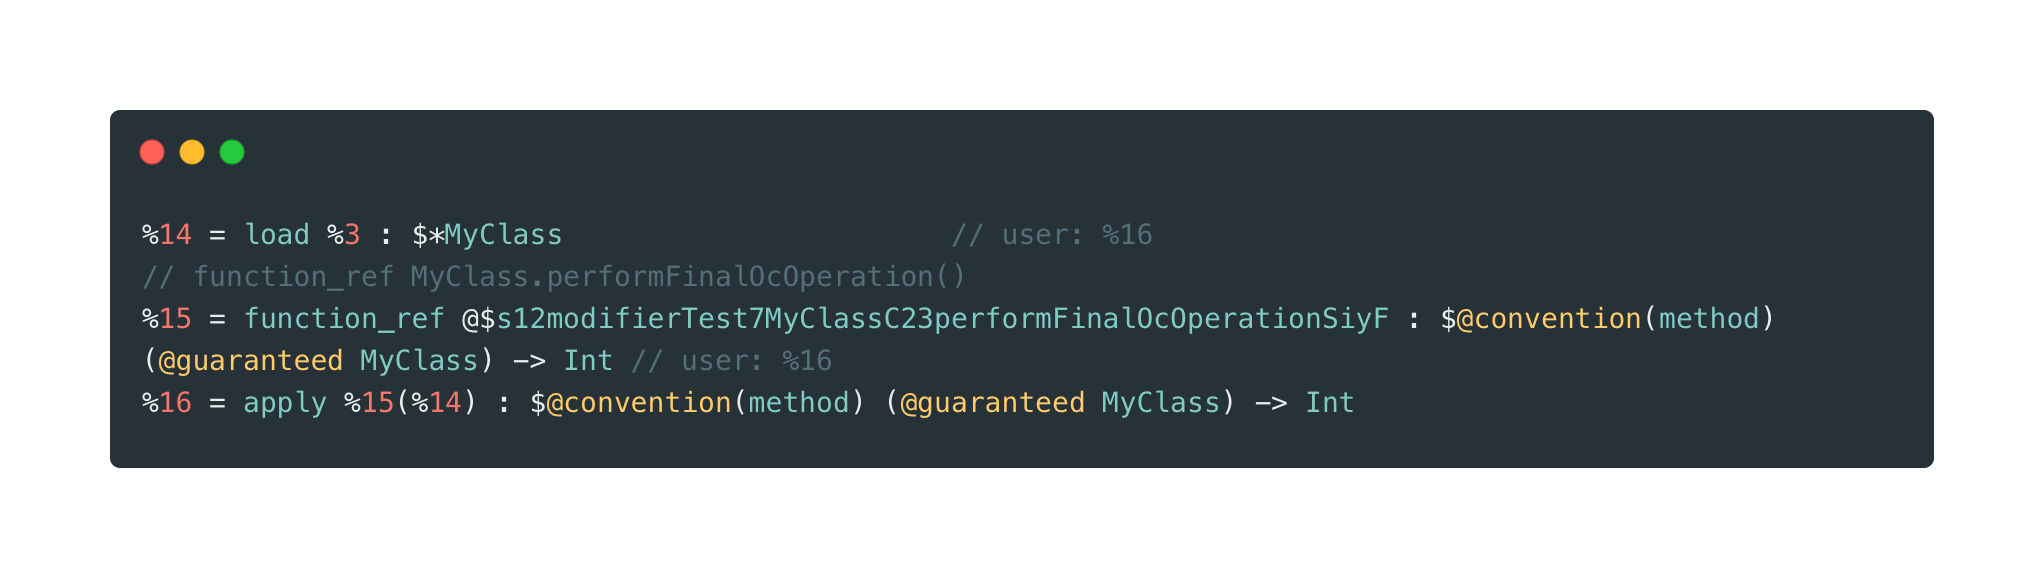 %14 = load %3 : $*MyClass                       // user: %16
// function_ref MyClass.performFinalOcOperation()
%15 = function_ref @$s12modifierTest7MyClassC23performFinalOcOperationSiyF : $@convention(method)
(@guaranteed MyClass) -> Int // user: %16
%16 = apply %15(%14) : $@convention(method) (@guaranteed MyClass) -> Int